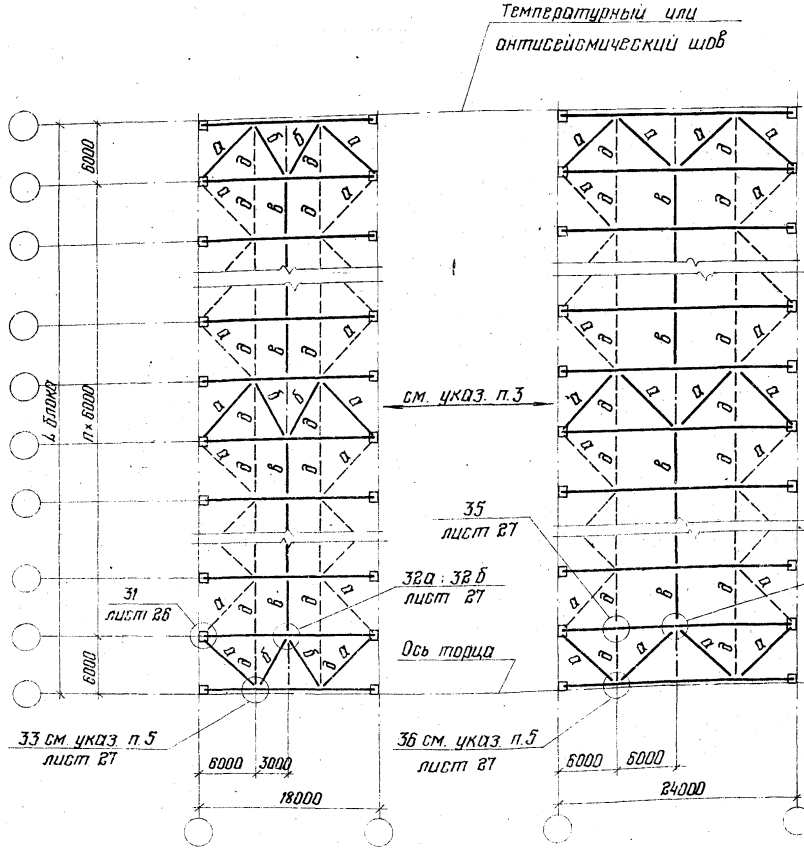 Температурный или
антисейсмический шов
6000
L блока
n × 6000
6000
а д б б д а
а д в д а
а д в д а
а д б б д а
а д в д а
а д в д а
а д б б д а
а д а а д а
а д в д а
а д в д а
а д а а д а
а д в д а
а д в д а
а д а д а
см. указ. п.3
35
лист 27
32а; 32б
лист 27
31
лист 26
Ось торца
33 см. указ. п.5
лист 27
36 см. указ. п.5
лист 27
6000 3000
18000
6000 6000
24000